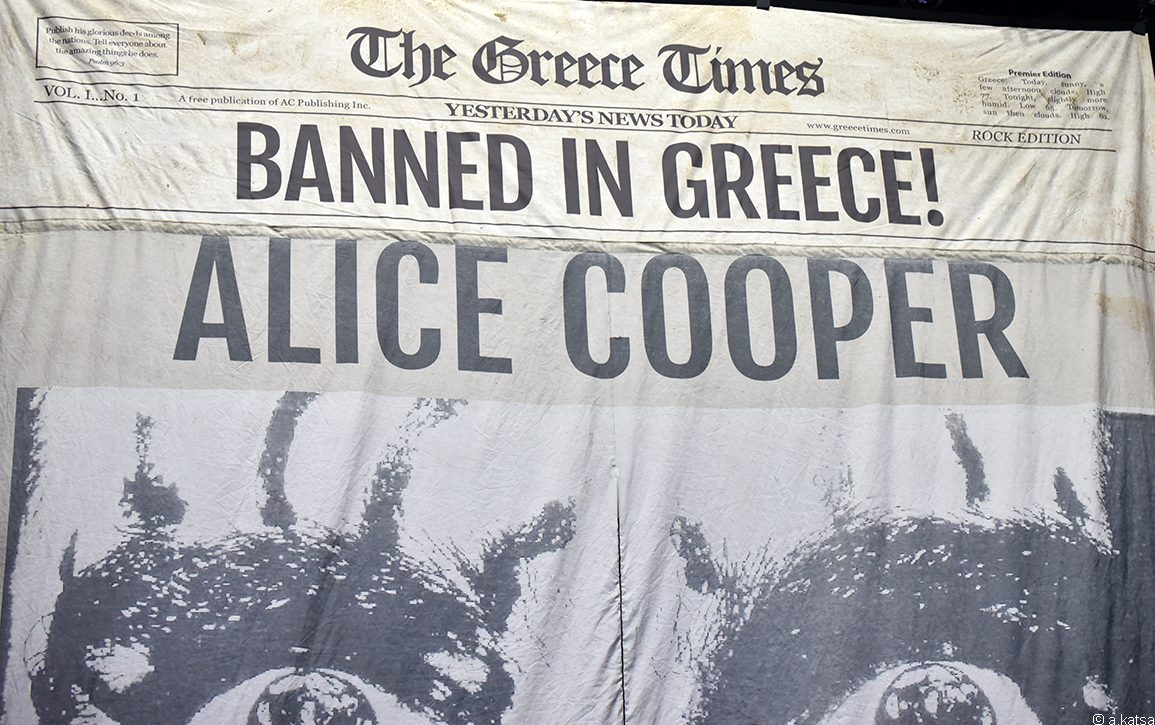 Publish his glorious deeds among
the nations. Tell everyone about
the amazing things he does.
Psalm 96:3
The Greece Times
Premier Edition
Greece: Today, sunny, a
few afternoon clouds. High
77. Tonight, slightly more
humid. Low 65. Tomorrow,
sun then clouds. High 81.
VOL. I...No. 1
A free publication of AC Publishing Inc.
YESTERDAY'S NEWS TODAY
www.greecetimes.com
ROCK EDITION
BANNED IN GREECE!
ALICE COOPER
© a.katsa